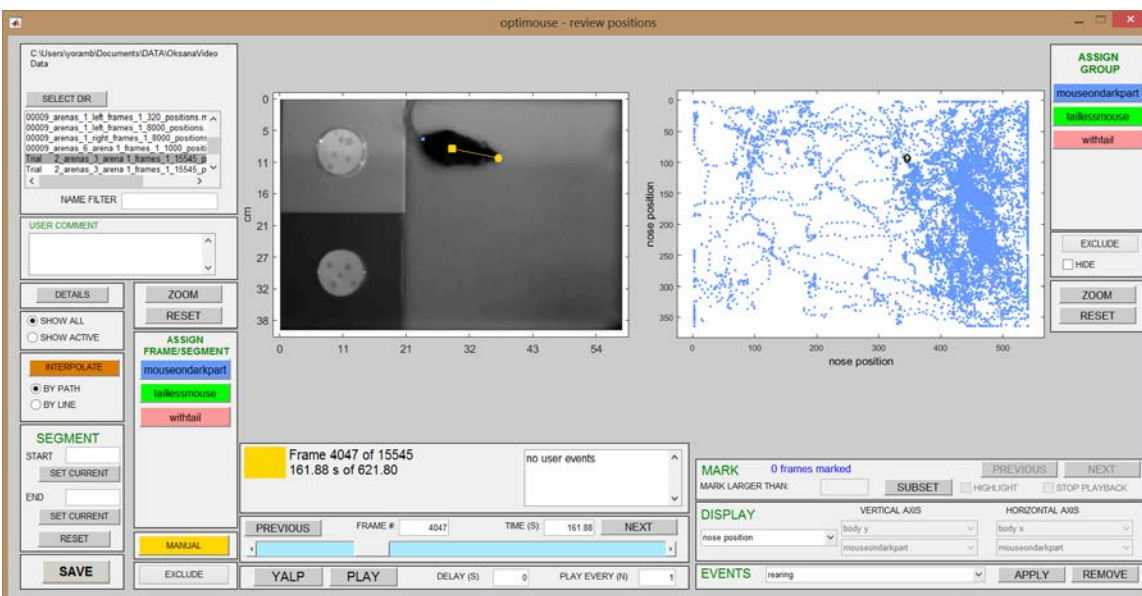 optimouse - review positions
C:\Users\yoramb\Documents\DATA\OksanaVideo
Data
SELECT DIR
00009_arenas_1_left_frames_1_320_positions.m
00009_arenas_1_left_frames_1_8000_positions.
00009_arenas_1_right_frames_1_8000_positions
00009_arenas_6_arena 1_frames_1_1000_positi
Trial 2_arenas_3_arena 1_frames_1_15545_p
Trial 2_arenas_3_arena 1_frames_1_15545_p
NAME FILTER
USER COMMENT
DETAILS
SHOW ALL
SHOW ACTIVE
INTERPOLATE
BY PATH
BY LINE
SEGMENT
START
SET CURRENT
END
SET CURRENT
RESET
SAVE
ZOOM
RESET
ASSIGN
FRAME/SEGMENT
mouseondarkpart
taillessmouse
withtail
MANUAL
EXCLUDE
cm
0
5
11
16
21
27
32
38
0 11 21 32 43 54
nose position
0
50
100
150
200
250
300
350
0 100 200 300 400 500
nose position
ASSIGN
GROUP
mouseondarkpart
taillessmouse
withtail
EXCLUDE
HIDE
ZOOM
RESET
Frame 4047 of 15545
161.88 s of 621.80
no user events
PREVIOUS FRAME # 4047 TIME (S) 161.88 NEXT
YALP PLAY DELAY (S) 0 PLAY EVERY (N) 1
MARK 0 frames marked PREVIOUS NEXT
MARK LARGER THAN: SUBSET HIGHLIGHT STOP PLAYBACK
DISPLAY VERTICAL AXIS HORIZONTAL AXIS
nose position body y body x
mouseondarkpart mouseondarkpart
EVENTS rearing APPLY REMOVE